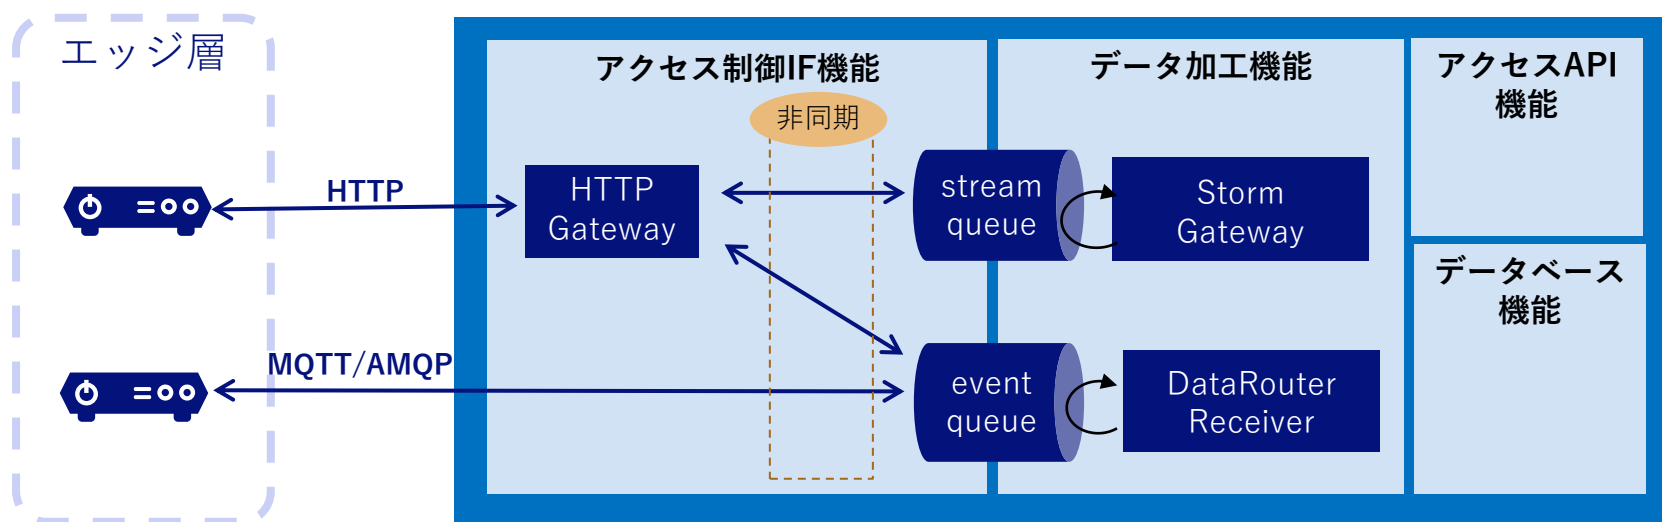 エッジ層
アクセス制御IF機能
データ加工機能
アクセスAPI
機能
非同期
HTTP
HTTP
Gateway
stream
queue
Storm
Gateway
データベース
機能
MQTT/AMQP
event
queue
DataRouter
Receiver